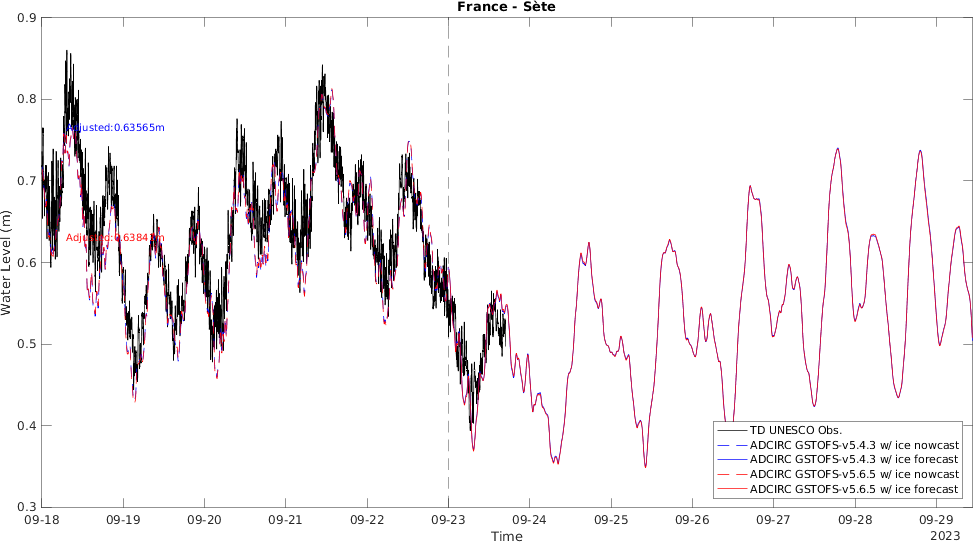 France - Sète
Water Level (m)
0.9
0.8
0.7
0.6
0.5
0.4
0.3
Adjusted:0.63565m
Adjusted:0.63841m
TD UNESCO Obs.
ADCIRC GSTOFS-v5.4.3 w/ ice nowcast
ADCIRC GSTOFS-v5.4.3 w/ ice forecast
ADCIRC GSTOFS-v5.6.5 w/ ice nowcast
ADCIRC GSTOFS-v5.6.5 w/ ice forecast
09-18 09-19 09-20 09-21 09-22 09-23 09-24 09-25 09-26 09-27 09-28 09-29
Time
2023